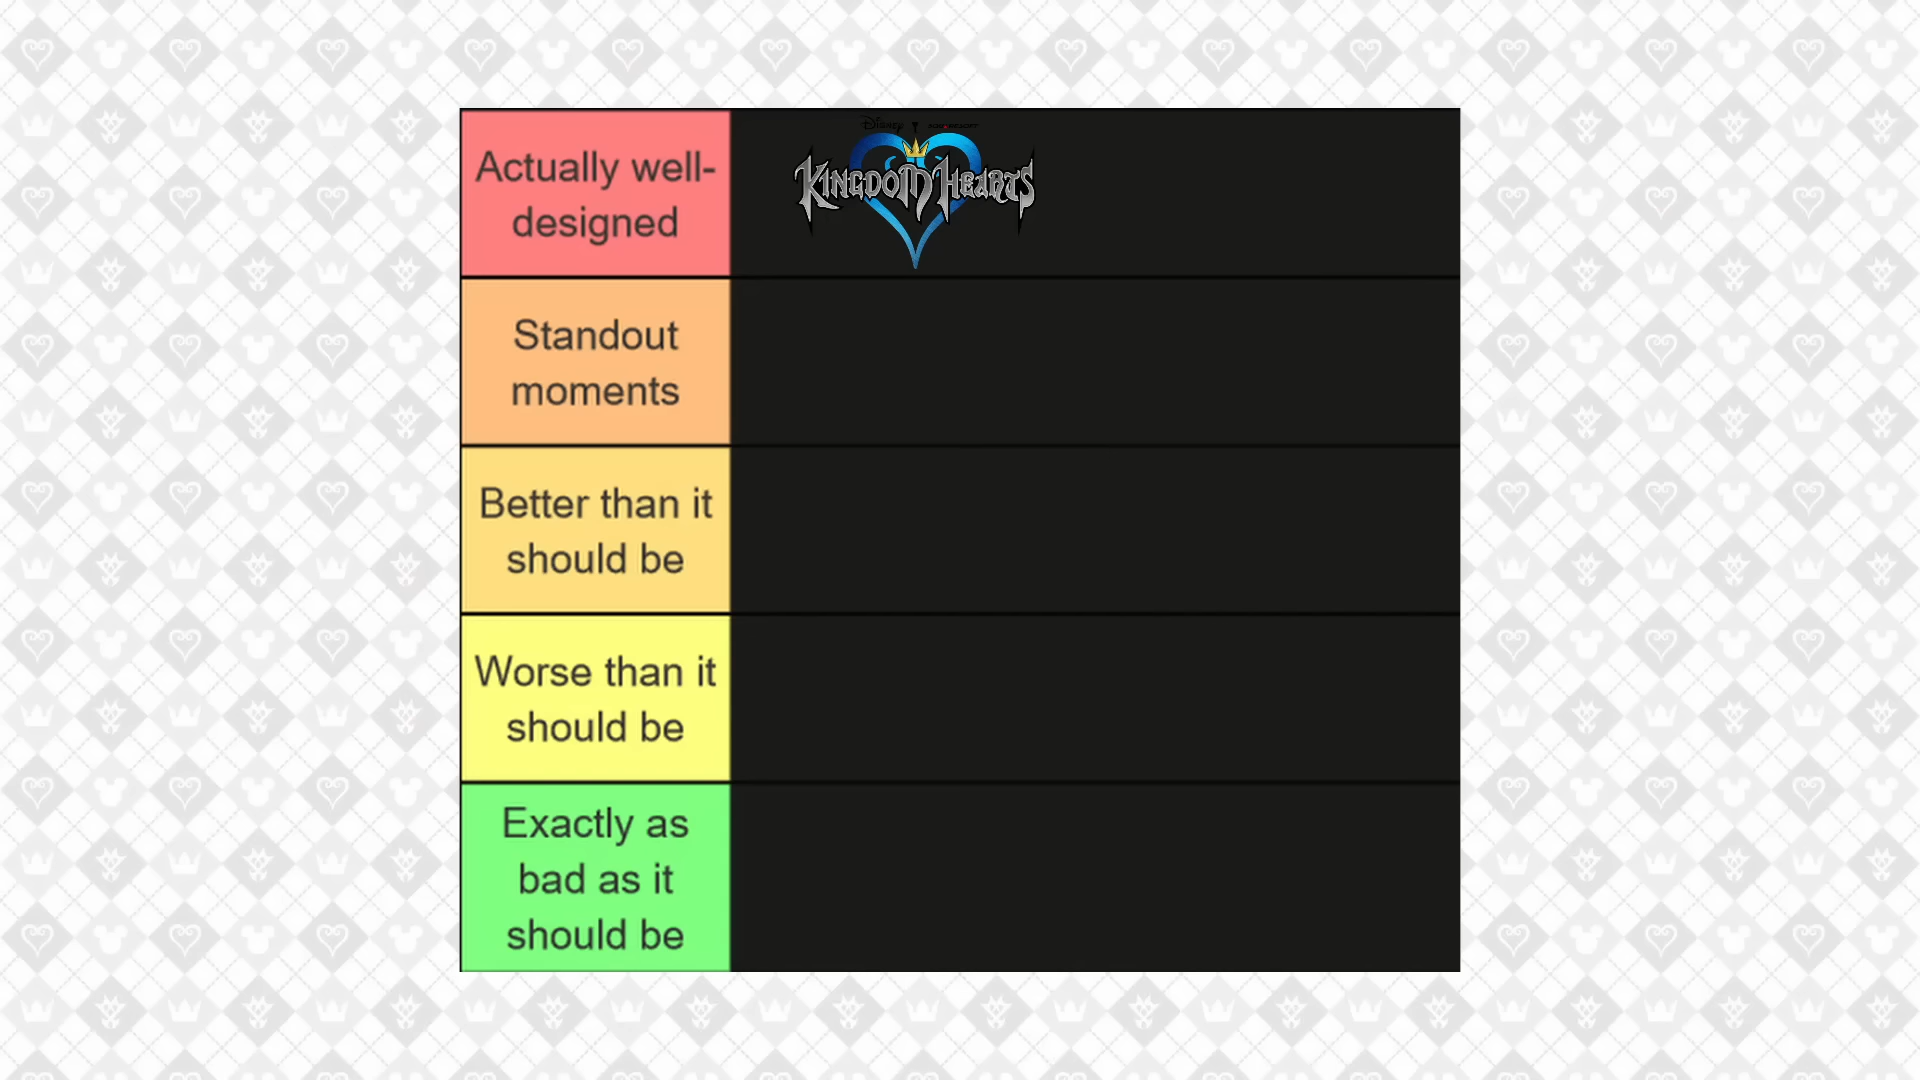 Actually well-
designed
Disney
KINGDOM HEARTS
Standout
moments
Better than it
should be
Worse than it
should be
Exactly as
bad as it
should be